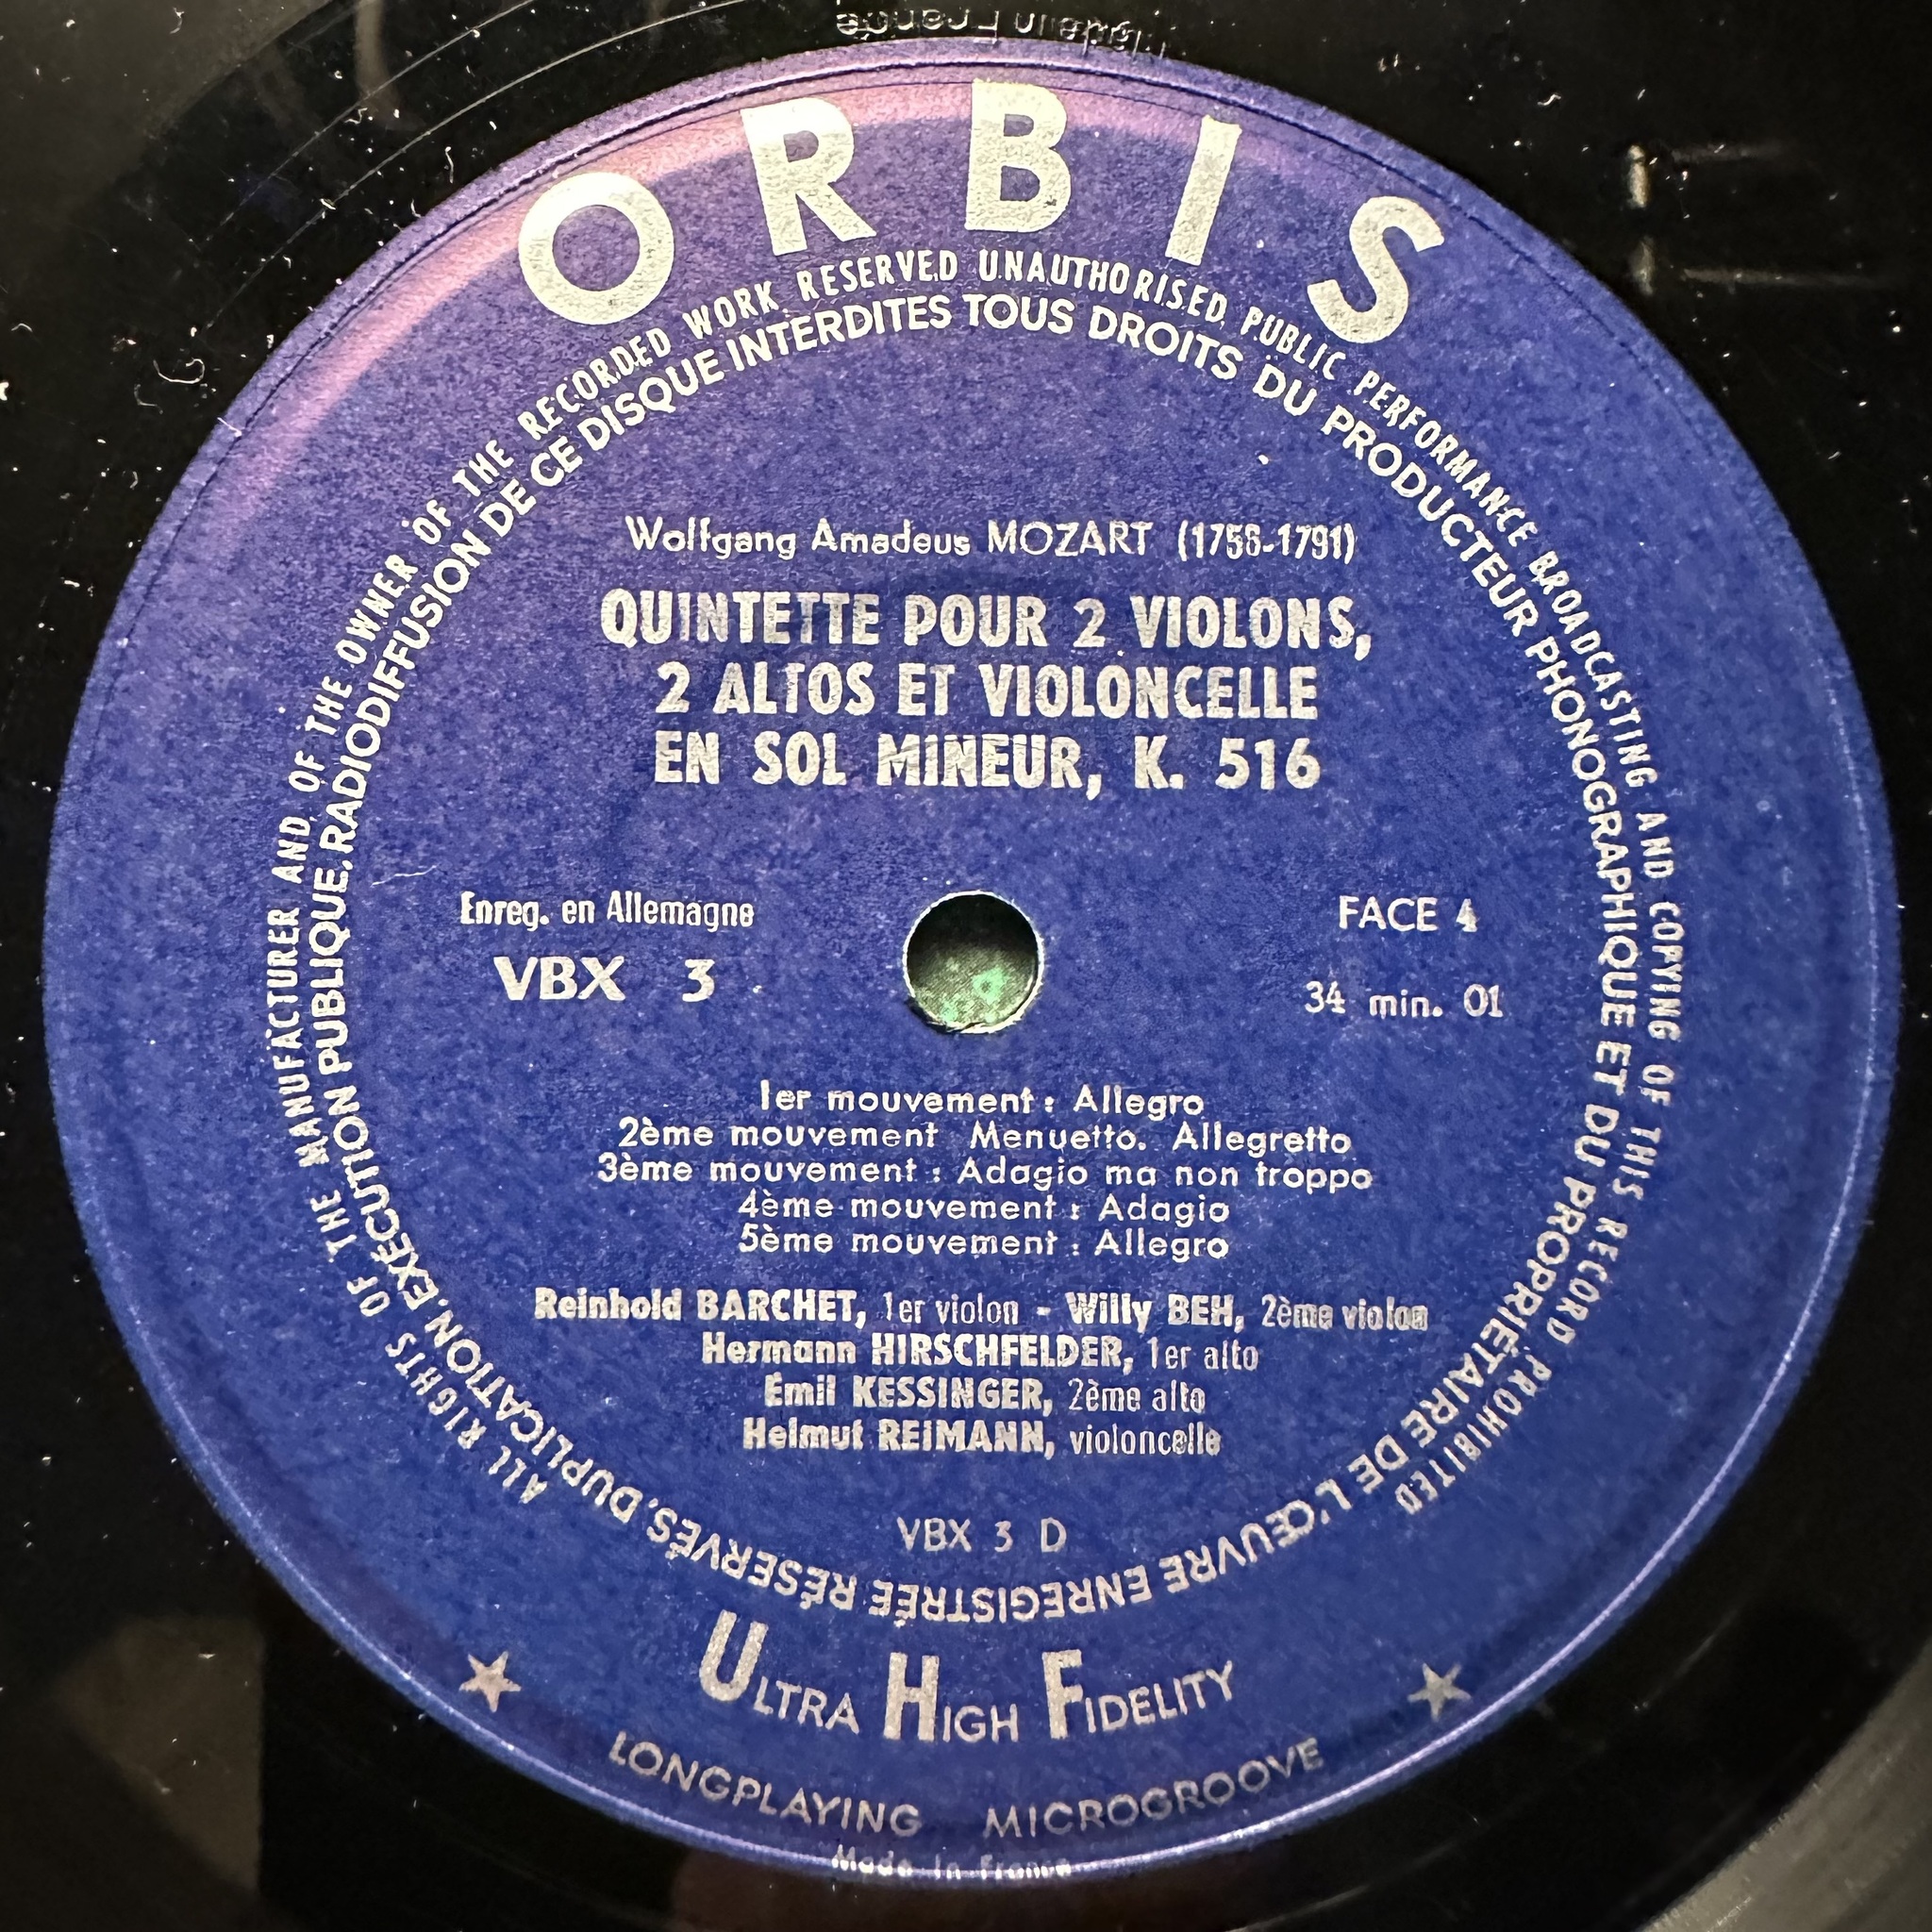 Made in France
ORBIS
ALL RIGHTS OF THE MANUFACTURER AND OF THE OWNER OF THE RECORDED WORK RESERVED UNAUTHORISED PUBLIC PERFORMANCE BROADCASTING AND COPYING OF THIS RECORD PROHIBITED
TOUS DROITS DU PRODUCTEUR PHONOGRAPHIQUE ET DU PROPRIÉTAIRE DE L'ŒUVRE ENREGISTRÉE RÉSERVÉS. DUPLICATION. EXÉCUTION PUBLIQUE. RADIODIFFUSION DE CE DISQUE INTERDITES
Wolfgang Amadeus MOZART (1756-1791)
QUINTETTE POUR 2 VIOLONS,
2 ALTOS ET VIOLONCELLE
EN SOL MINEUR, K. 516
Enreg. en Allemagne
VBX 3
FACE 4
34 min. 01
1er mouvement : Allegro
2ème mouvement Menuetto. Allegretto
3ème mouvement : Adagio ma non troppo
4ème mouvement : Adagio
5ème mouvement : Allegro
Reinhold BARCHET, 1er violon - Willy BEH, 2ème violon
Hermann HIRSCHFELDER, 1er alto
Emil KESSINGER, 2ème alto
Helmut REIMANN, violoncelle
VBX 3 D
ULTRA HIGH FIDELITY
LONGPLAYING MICROGROOVE
Made in France